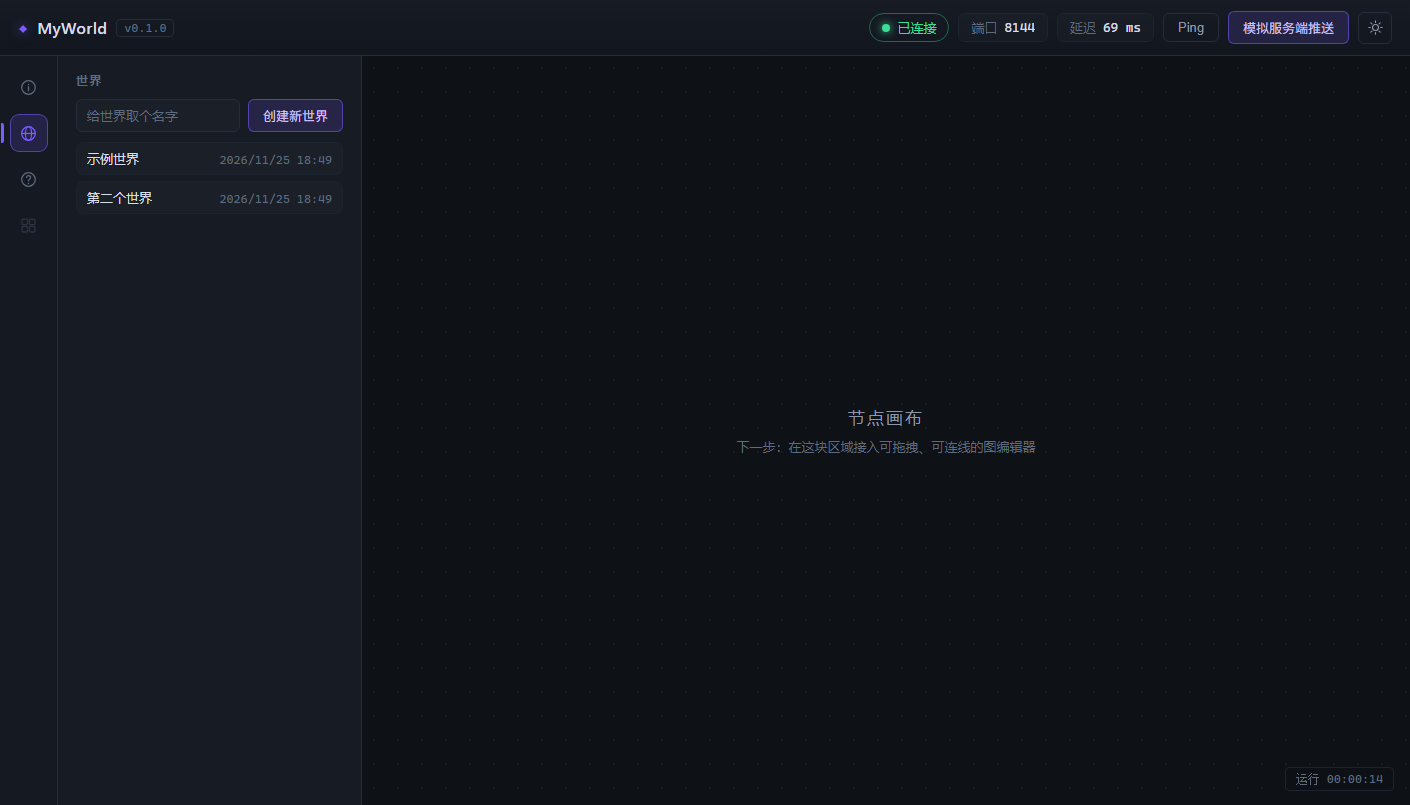 MyWorld v0.1.0 已连接 端口 8144 延迟 69 ms Ping 模拟服务端推送
世界
给世界取个名字 创建新世界
示例世界 2026/11/25 18:49
第二个世界 2026/11/25 18:49
节点画布
下一步: 在这块区域接入可拖拽、可连线的图编辑器
运行 00:00:14